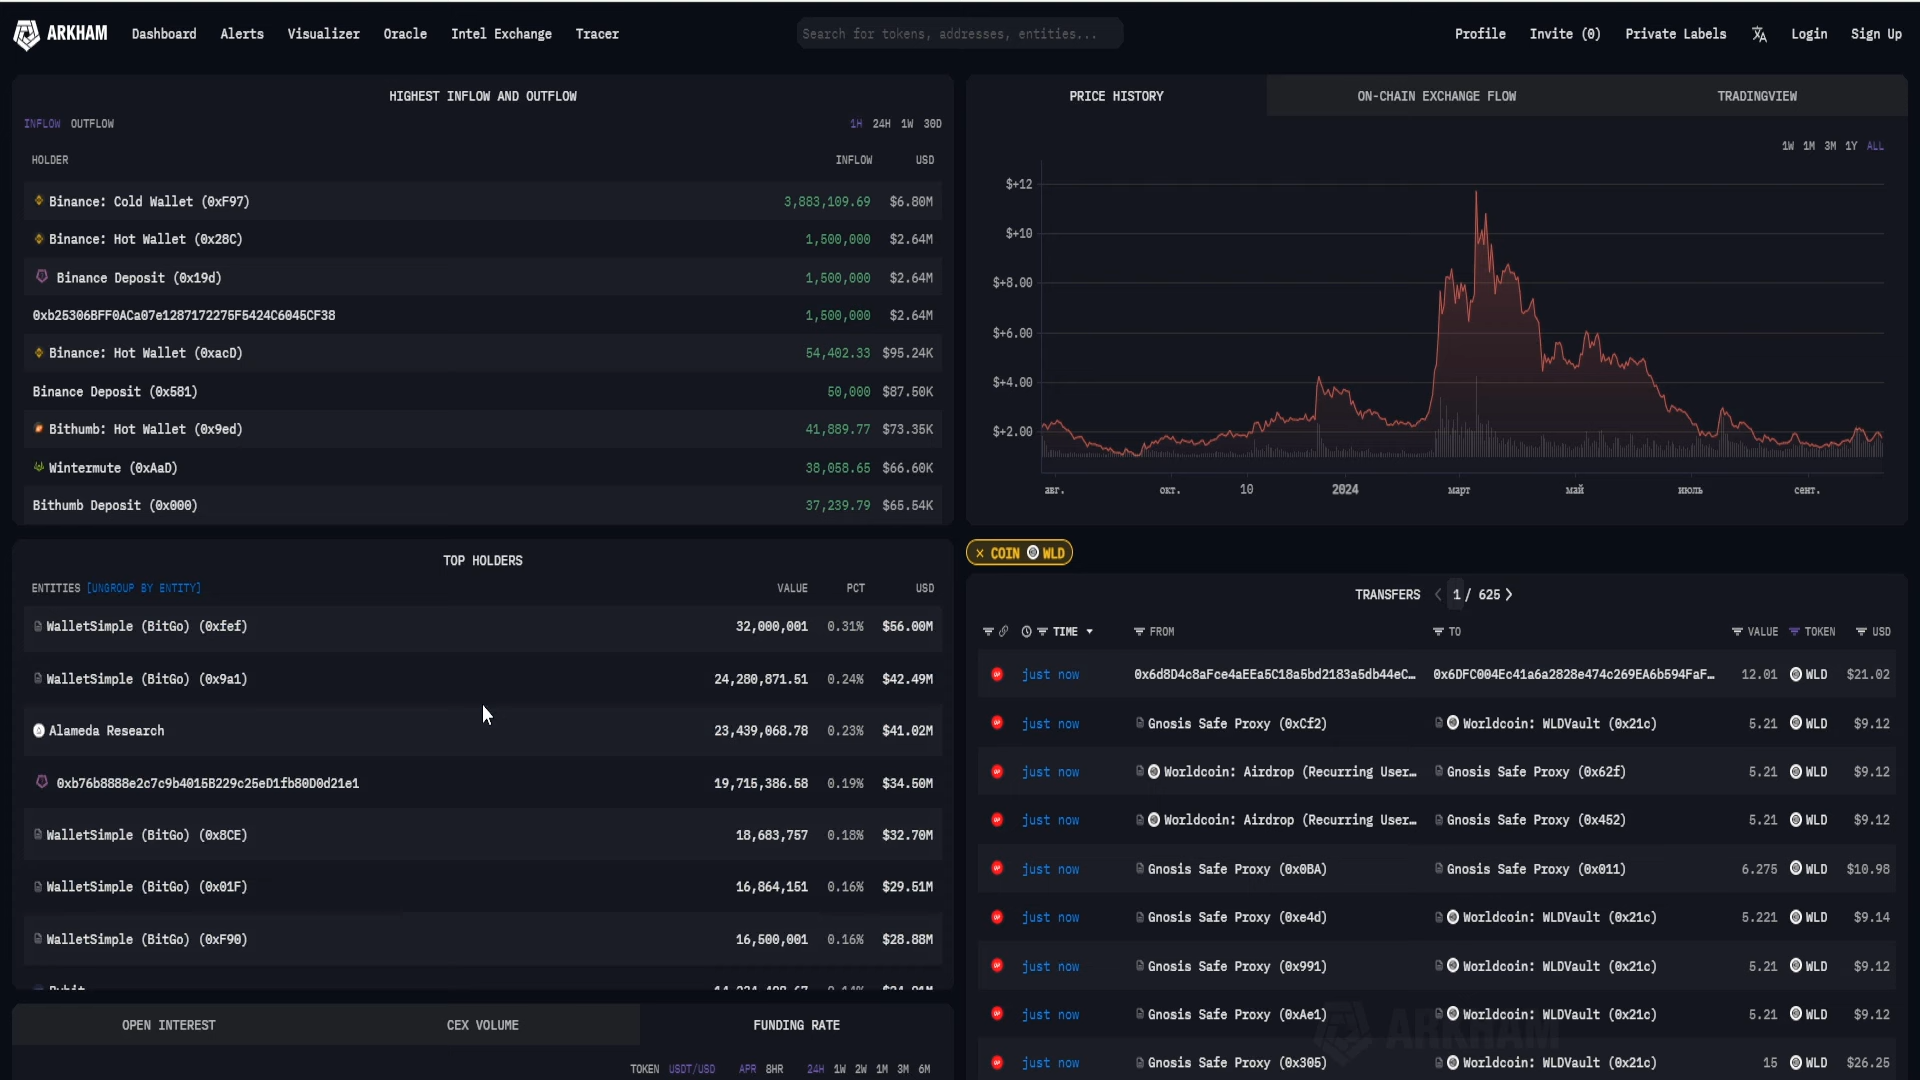 ARKHAM Dashboard Alerts Visualizer Oracle Intel Exchange Tracer Search for tokens, addresses, entities... Profile Invite (0) Private Labels Login Sign Up
HIGHEST INFLOW AND OUTFLOW
INFLOW OUTFLOW 1H 24H 1W 30D
HOLDER INFLOW USD
Binance: Cold Wallet (0xF97) 3,883,109.69 $6.80M
Binance: Hot Wallet (0x28C) 1,500,000 $2.64M
Binance Deposit (0x19d) 1,500,000 $2.64M
0xb25306BFF0ACa07e1287172275F5424C6045CF38 1,500,000 $2.64M
Binance: Hot Wallet (0xacD) 54,402.33 $95.24K
Binance Deposit (0x581) 50,000 $87.50K
Bithumb: Hot Wallet (0x9ed) 41,889.77 $73.35K
Wintermute (0xAaD) 38,058.65 $66.60K
Bithumb Deposit (0x000) 37,239.79 $65.54K
PRICE HISTORY ON-CHAIN EXCHANGE FLOW TRADINGVIEW
1W 1M 3M 1Y ALL
$+12
$+10
$+8.00
$+6.00
$+4.00
$+2.00
авг. окт. 10 2024 март май июль сент.
TOP HOLDERS
ENTITIES [UNGROUP BY ENTITY] VALUE PCT USD
WalletSimple (BitGo) (0xfef) 32,000,001 0.31% $56.00M
WalletSimple (BitGo) (0x9a1) 24,280,871.51 0.24% $42.49M
Alameda Research 23,439,068.78 0.23% $41.02M
0xb76b8888e2c7c9b4015B229c25eD1fb80D0d21e1 19,715,386.58 0.19% $34.50M
WalletSimple (BitGo) (0x8CE) 18,683,757 0.18% $32.70M
WalletSimple (BitGo) (0x01F) 16,864,151 0.16% $29.51M
WalletSimple (BitGo) (0xF90) 16,500,001 0.16% $28.88M
× COIN WLD
TRANSFERS < 1 / 625 >
TIME FROM TO VALUE TOKEN USD
just now 0x6d8D4c8aFce4aEEa5C18a5bd2183a5db44eC… 0x6DFC004Ec41a6a2828e474c269EA6b594FaF… 12.01 WLD $21.02
just now Gnosis Safe Proxy (0xCf2) Worldcoin: WLDVault (0x21c) 5.21 WLD $9.12
just now Worldcoin: Airdrop (Recurring User… Gnosis Safe Proxy (0x62f) 5.21 WLD $9.12
just now Worldcoin: Airdrop (Recurring User… Gnosis Safe Proxy (0x452) 5.21 WLD $9.12
just now Gnosis Safe Proxy (0x0BA) Gnosis Safe Proxy (0x011) 6.275 WLD $10.98
just now Gnosis Safe Proxy (0xe4d) Worldcoin: WLDVault (0x21c) 5.221 WLD $9.14
just now Gnosis Safe Proxy (0x991) Worldcoin: WLDVault (0x21c) 5.21 WLD $9.12
just now Gnosis Safe Proxy (0xAe1) Worldcoin: WLDVault (0x21c) 5.21 WLD $9.12
just now Gnosis Safe Proxy (0x305) Worldcoin: WLDVault (0x21c) 15 WLD $26.25
ARKHAM
OPEN INTEREST CEX VOLUME FUNDING RATE
TOKEN USDT/USD APR 8HR 24H 1W 2W 1M 3M 6M